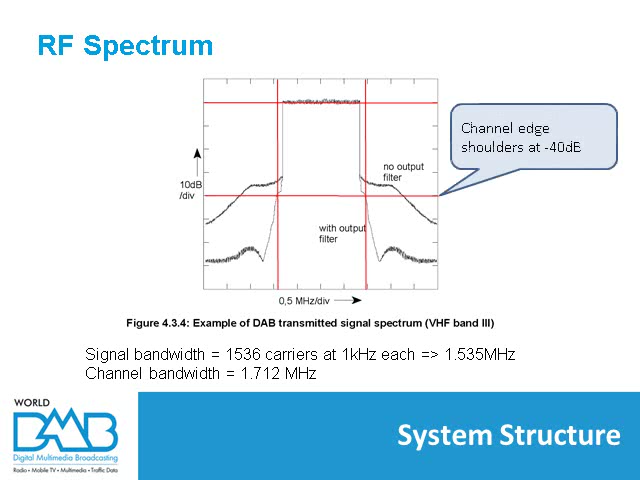 RF Spectrum
Channel edge
shoulders at -40dB
no output
filter
10dB
/div
with output
filter
0,5 MHz/div
Figure 4.3.4: Example of DAB transmitted signal spectrum (VHF band III)
Signal bandwidth = 1536 carriers at 1kHz each => 1.535MHz
Channel bandwidth = 1.712 MHz
WORLD
DMB
Digital Multimedia Broadcasting
Radio • Mobile TV • Multimedia • Traffic Data
System Structure